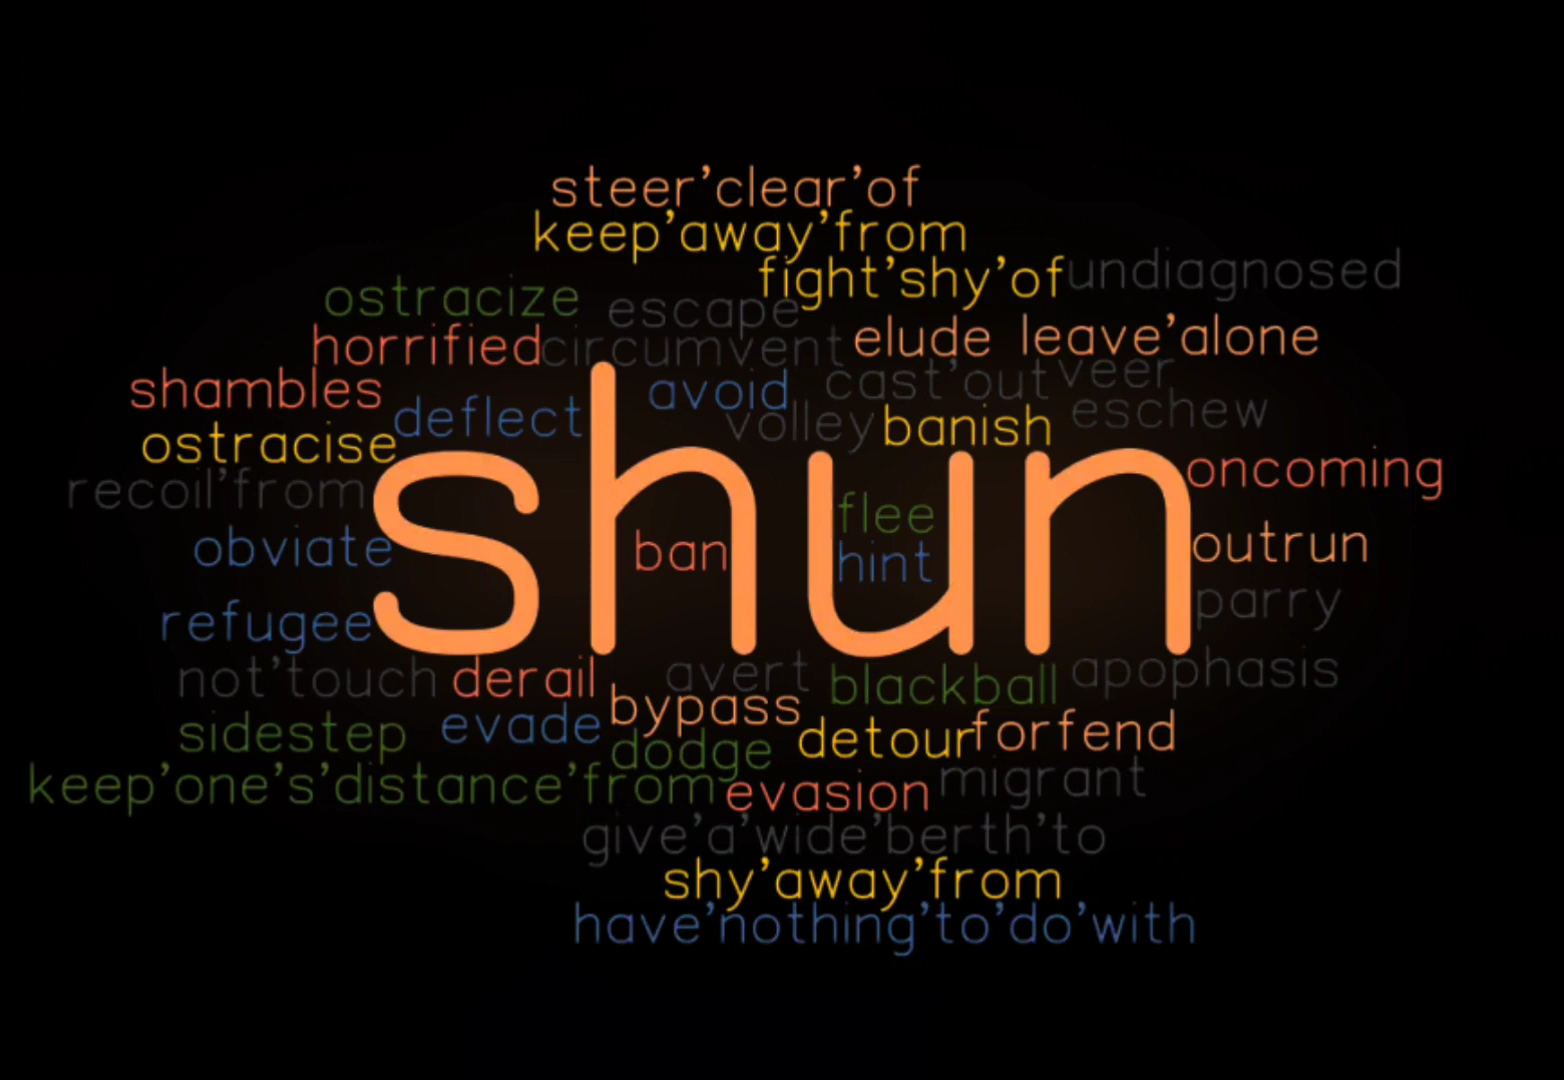 steer’clear’of
keep’away’from
fight’shy’of undiagnosed
ostracize escape
horrified circumvent elude leave’alone
shambles deflect avoid cast’out veer
ostracise volley banish eschew
recoil’from oncoming
shun
flee
obviate ban hint outrun
refugee parry
not’touch derail avert blackball apophasis
sidestep evade bypass detour forfend
dodge
keep’one’s’distance’from evasion migrant
give’a’wide’berth’to
shy’away’from
have’nothing’to’do’with